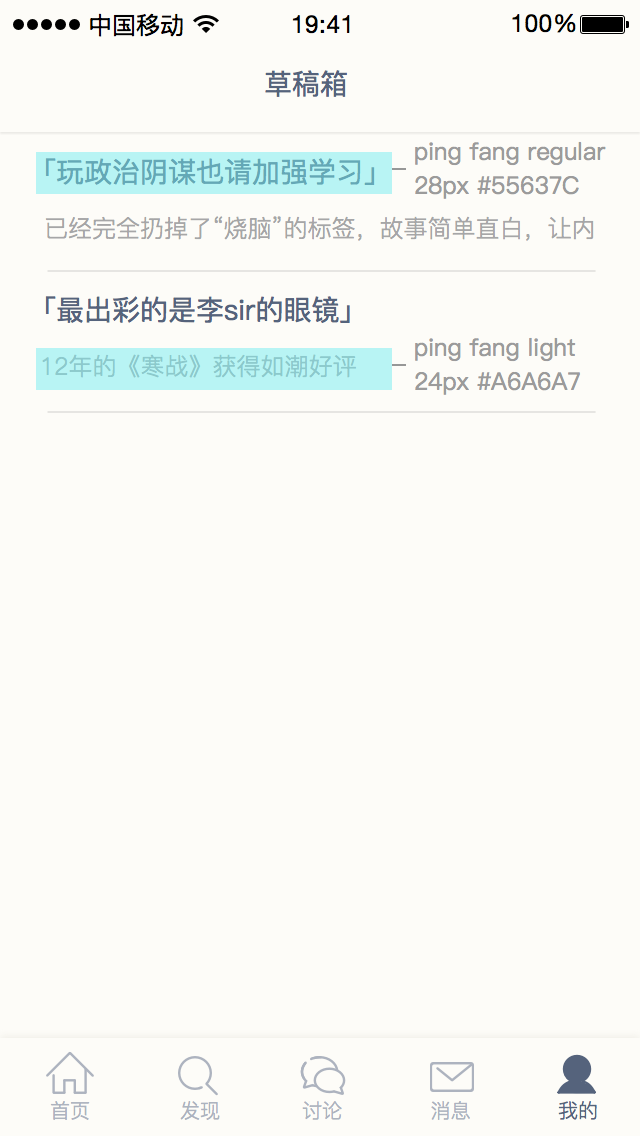 中国移动 19:41 100%
草稿箱
「玩政治阴谋也请加强学习」
ping fang regular
28px #55637C
已经完全扔掉了“烧脑”的标签，故事简单直白，让内
「最出彩的是李sir的眼镜」
12年的《寒战》获得如潮好评
ping fang light
24px #A6A6A7
首页 发现 讨论 消息 我的